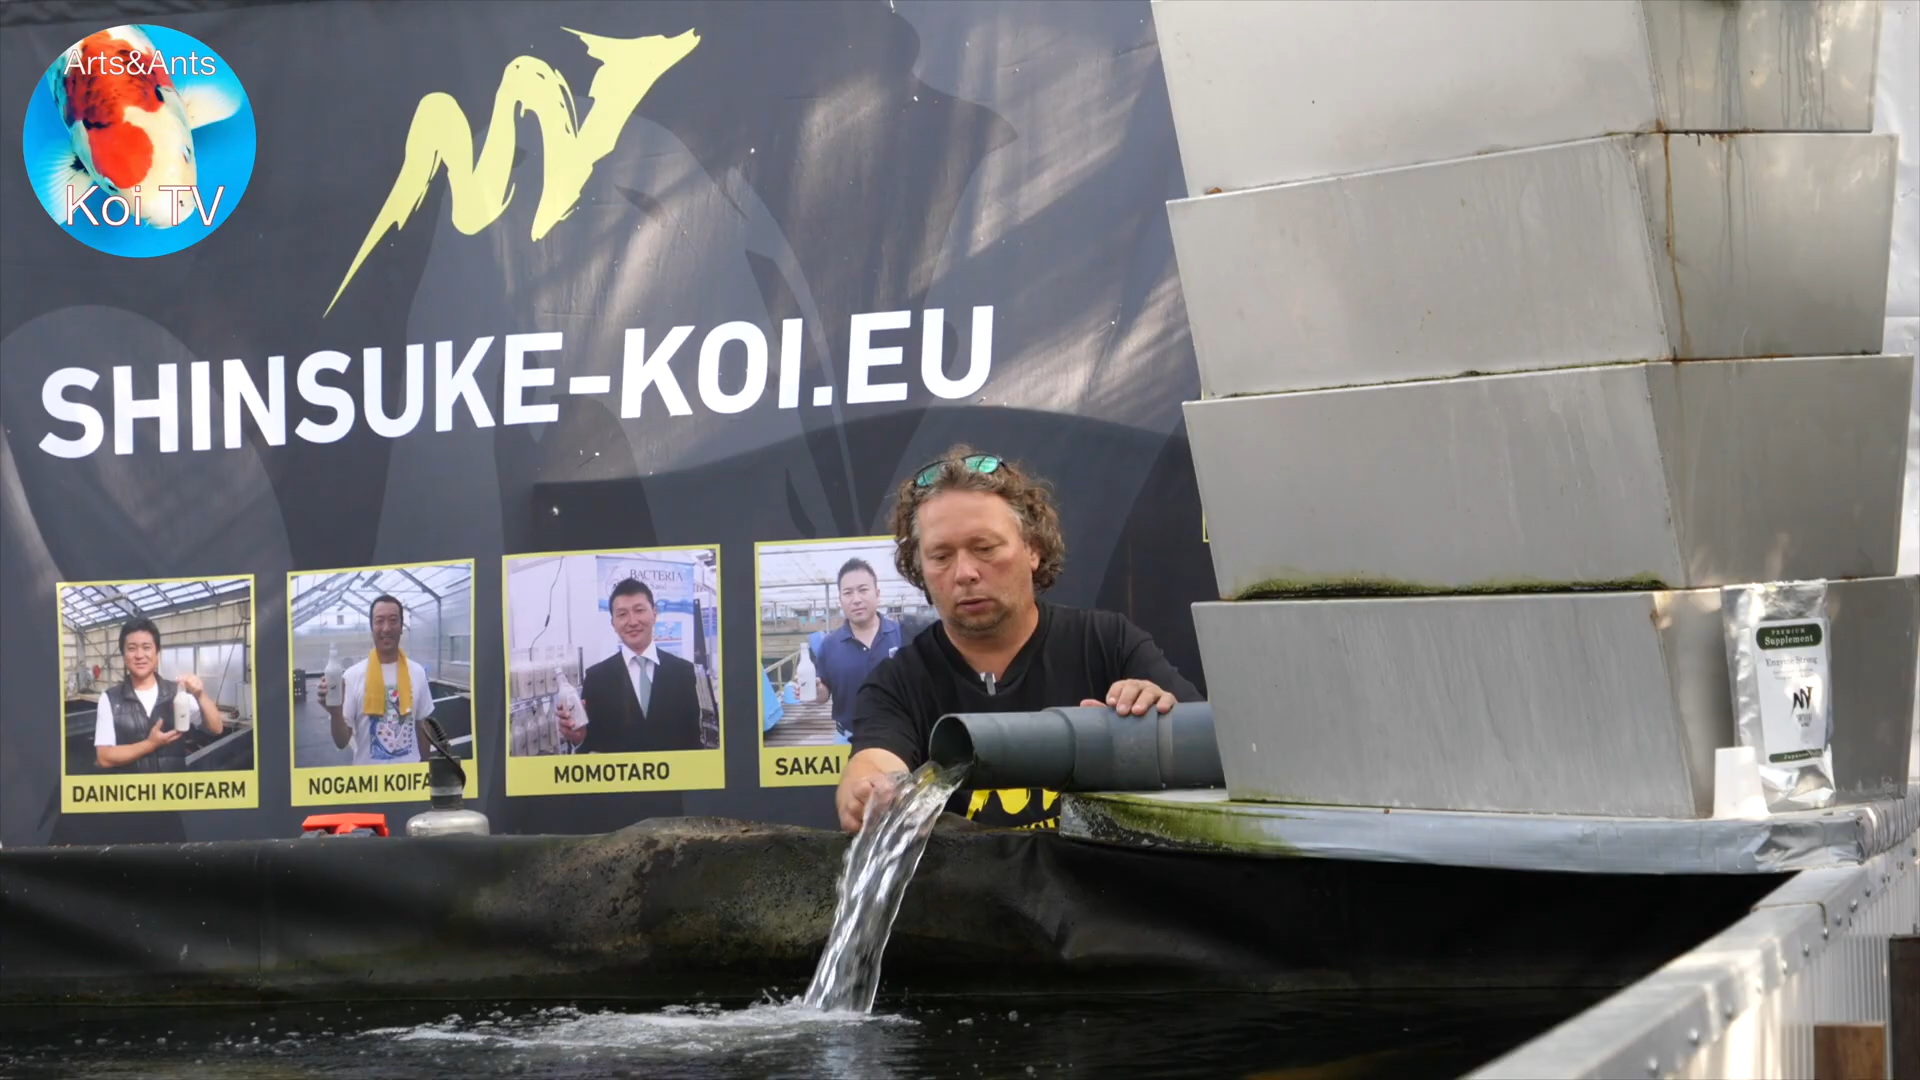 Arts&Ants
Koi TV
SHINSUKE-KOI.EU
BACTERIA
DAINICHI KOIFARM
NOGAMI KOIFA
MOMOTARO
SAKAI
PREMIUM
Supplement
Enzyme Strong